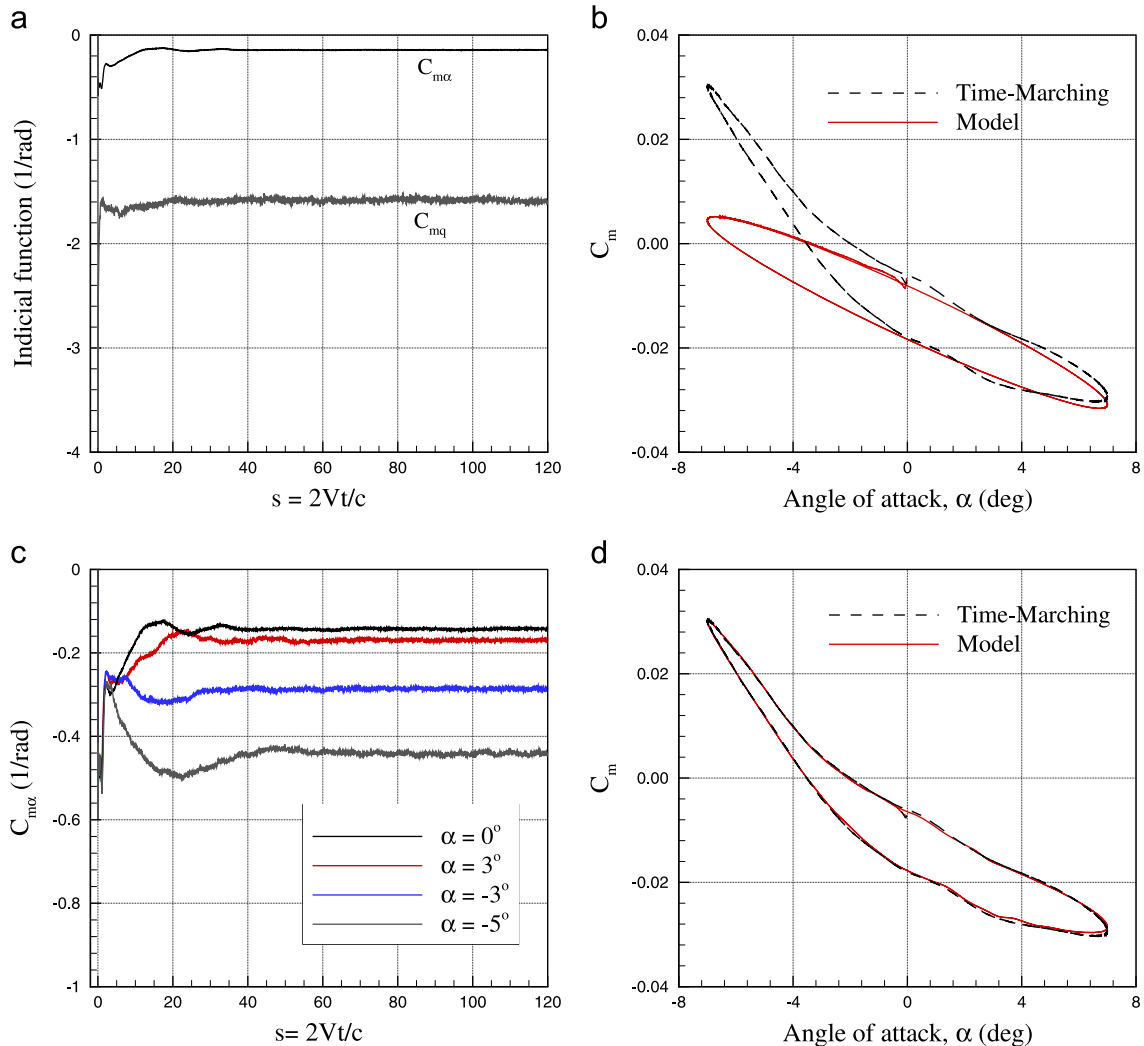 a
0
-1
-2
-3
-4
0 20 40 60 80 100 120
Indicial function (1/rad)
s = 2Vt/c
Cmα
Cmq
b
0.04
0.02
0.00
-0.02
-0.04
-8 -4 0 4 8
Cm
Angle of attack, α (deg)
Time-Marching
Model
c
0
-0.2
-0.4
-0.6
-0.8
-1
0 20 40 60 80 100 120
Cmα (1/rad)
s= 2Vt/c
α = 0°
α = 3°
α = -3°
α = -5°
d
0.04
0.02
0.00
-0.02
-0.04
-8 -4 0 4 8
Cm
Angle of attack, α (deg)
Time-Marching
Model